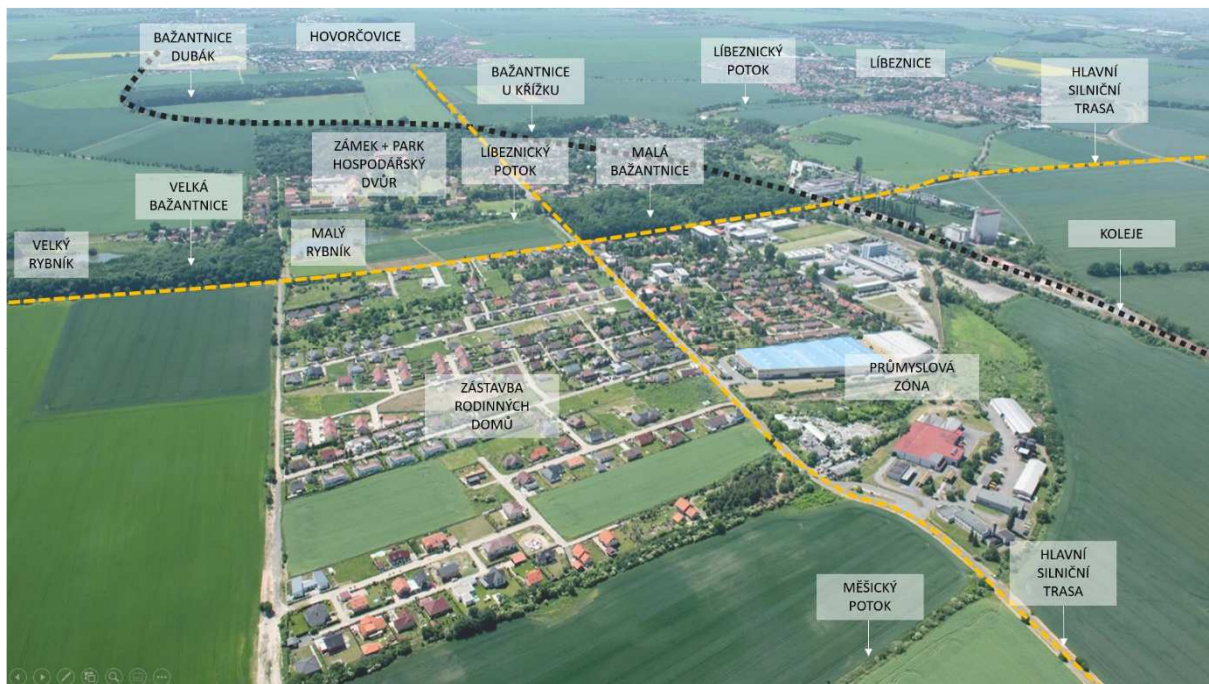 BAŽANTNICE
DUBÁK
HOVORČOVICE
BAŽANTNICE
U KŘÍŽKU
LÍBEZNICKÝ
POTOK
LÍBEZNICE
HLAVNÍ
SILNIČNÍ
TRASA
ZÁMEK + PARK
HOSPODÁŘSKÝ
DVŮR
LÍBEZNICKÝ
POTOK
MALÁ
BAŽANTNICE
VELKÁ
BAŽANTNICE
VELKÝ
RYBNÍK
MALÝ
RYBNÍK
KOLEJE
PRŮMYSLOVÁ
ZÓNA
ZÁSTAVBA
RODINNÝCH
DOMŮ
MĚŠICKÝ
POTOK
HLAVNÍ
SILNIČNÍ
TRASA